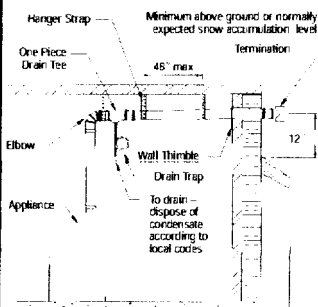 Hanger Strap
Minimum above ground or normally
expected snow accumulation level
One Piece
Drain Tee
Termination
48" max
12"
Elbow
Wall Thimble
Drain Trap
Appliance
To drain –
dispose of
condensate
according to
local codes